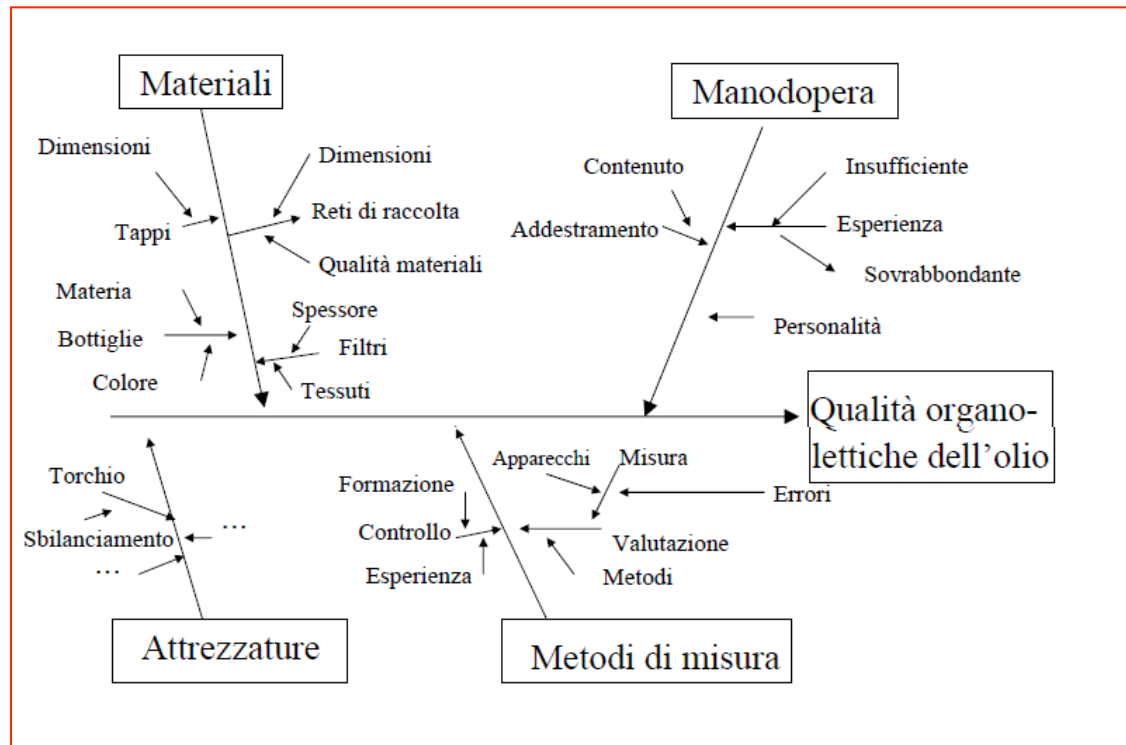 Materiali
Manodopera
Dimensioni
Dimensioni
Contenuto
Insufficiente
Reti di raccolta
Tappi
Addestramento
Esperienza
Qualità materiali
Sovrabbondante
Materia
Spessore
Personalità
Bottiglie
Filtri
Colore
Tessuti
Qualità organo-
lettiche dell’olio
Torchio
Apparecchi
Misura
Formazione
Errori
...
Sbilanciamento
Controllo
Valutazione
...
Esperienza
Metodi
Attrezzature
Metodi di misura